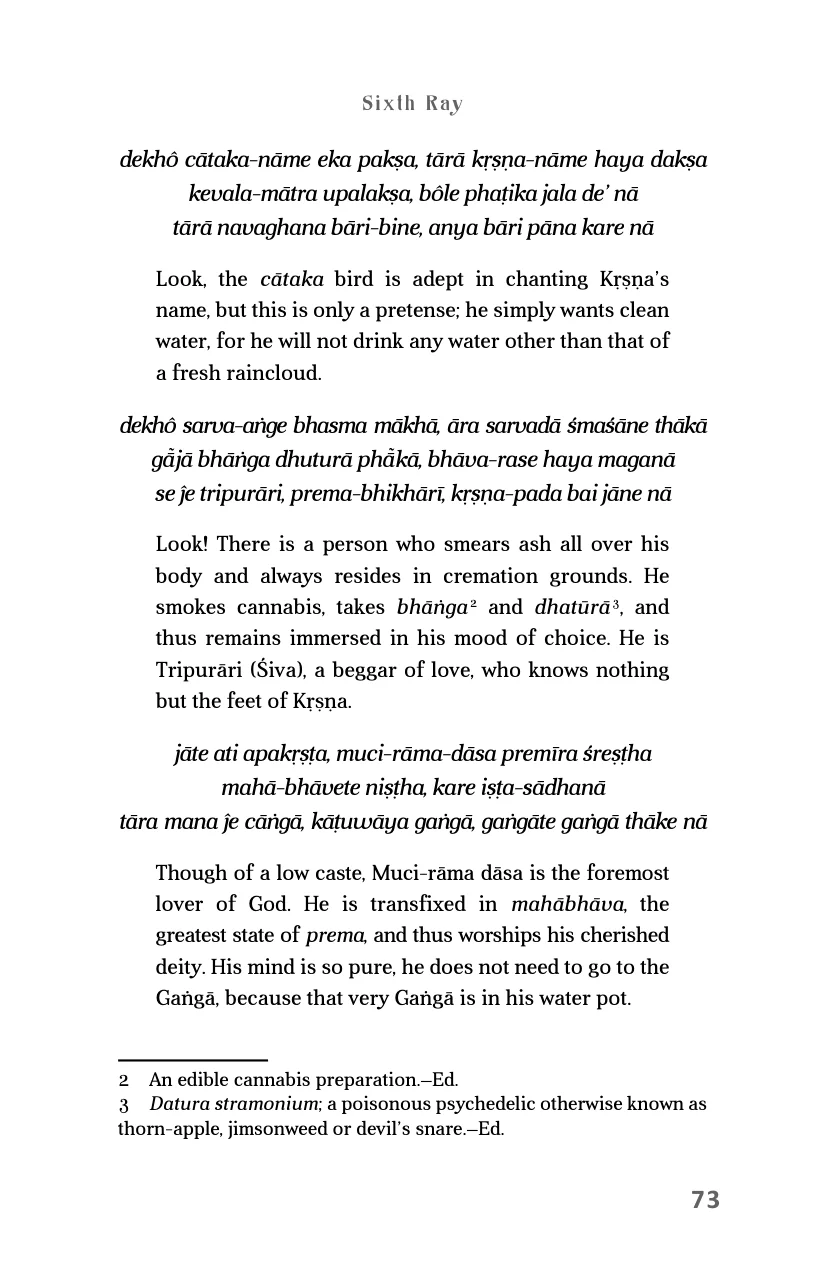 Sixth Ray
dekhô cātaka-nāme eka pakṣa, tārā kṛṣṇa-nāme haya dakṣa
kevala-mātra upalakṣa, bôle phaṭika jala de’ nā
tārā navaghana bāri-bine, anya bāri pāna kare nā
Look, the cātaka bird is adept in chanting Kṛṣṇa’s
name, but this is only a pretense; he simply wants clean
water, for he will not drink any water other than that of
a fresh raincloud.
dekhô sarva-aṅge bhasma mākhā, āra sarvadā śmaśāne thākā
gā̃jā bhāṅga dhuturā phā̃kā, bhāva-rase haya maganā
se ĵe tripurāri, prema-bhikhārī, kṛṣṇa-pada bai jāne nā
Look! There is a person who smears ash all over his
body and always resides in cremation grounds. He
smokes cannabis, takes bhāṅga² and dhatūrā³, and
thus remains immersed in his mood of choice. He is
Tripurāri (Śiva), a beggar of love, who knows nothing
but the feet of Kṛṣṇa.
jāte ati apakṛṣṭa, muci-rāma-dāsa premīra śreṣṭha
mahā-bhāvete niṣṭha, kare iṣṭa-sādhanā
tāra mana ĵe cāṅgā, kāṭuwāya gaṅgā, gaṅgāte gaṅgā thāke nā
Though of a low caste, Muci-rāma dāsa is the foremost
lover of God. He is transfixed in mahābhāva, the
greatest state of prema, and thus worships his cherished
deity. His mind is so pure, he does not need to go to the
Gaṅgā, because that very Gaṅgā is in his water pot.
2 An edible cannabis preparation.–Ed.
3 Datura stramonium; a poisonous psychedelic otherwise known as
thorn-apple, jimsonweed or devil’s snare.–Ed.
73